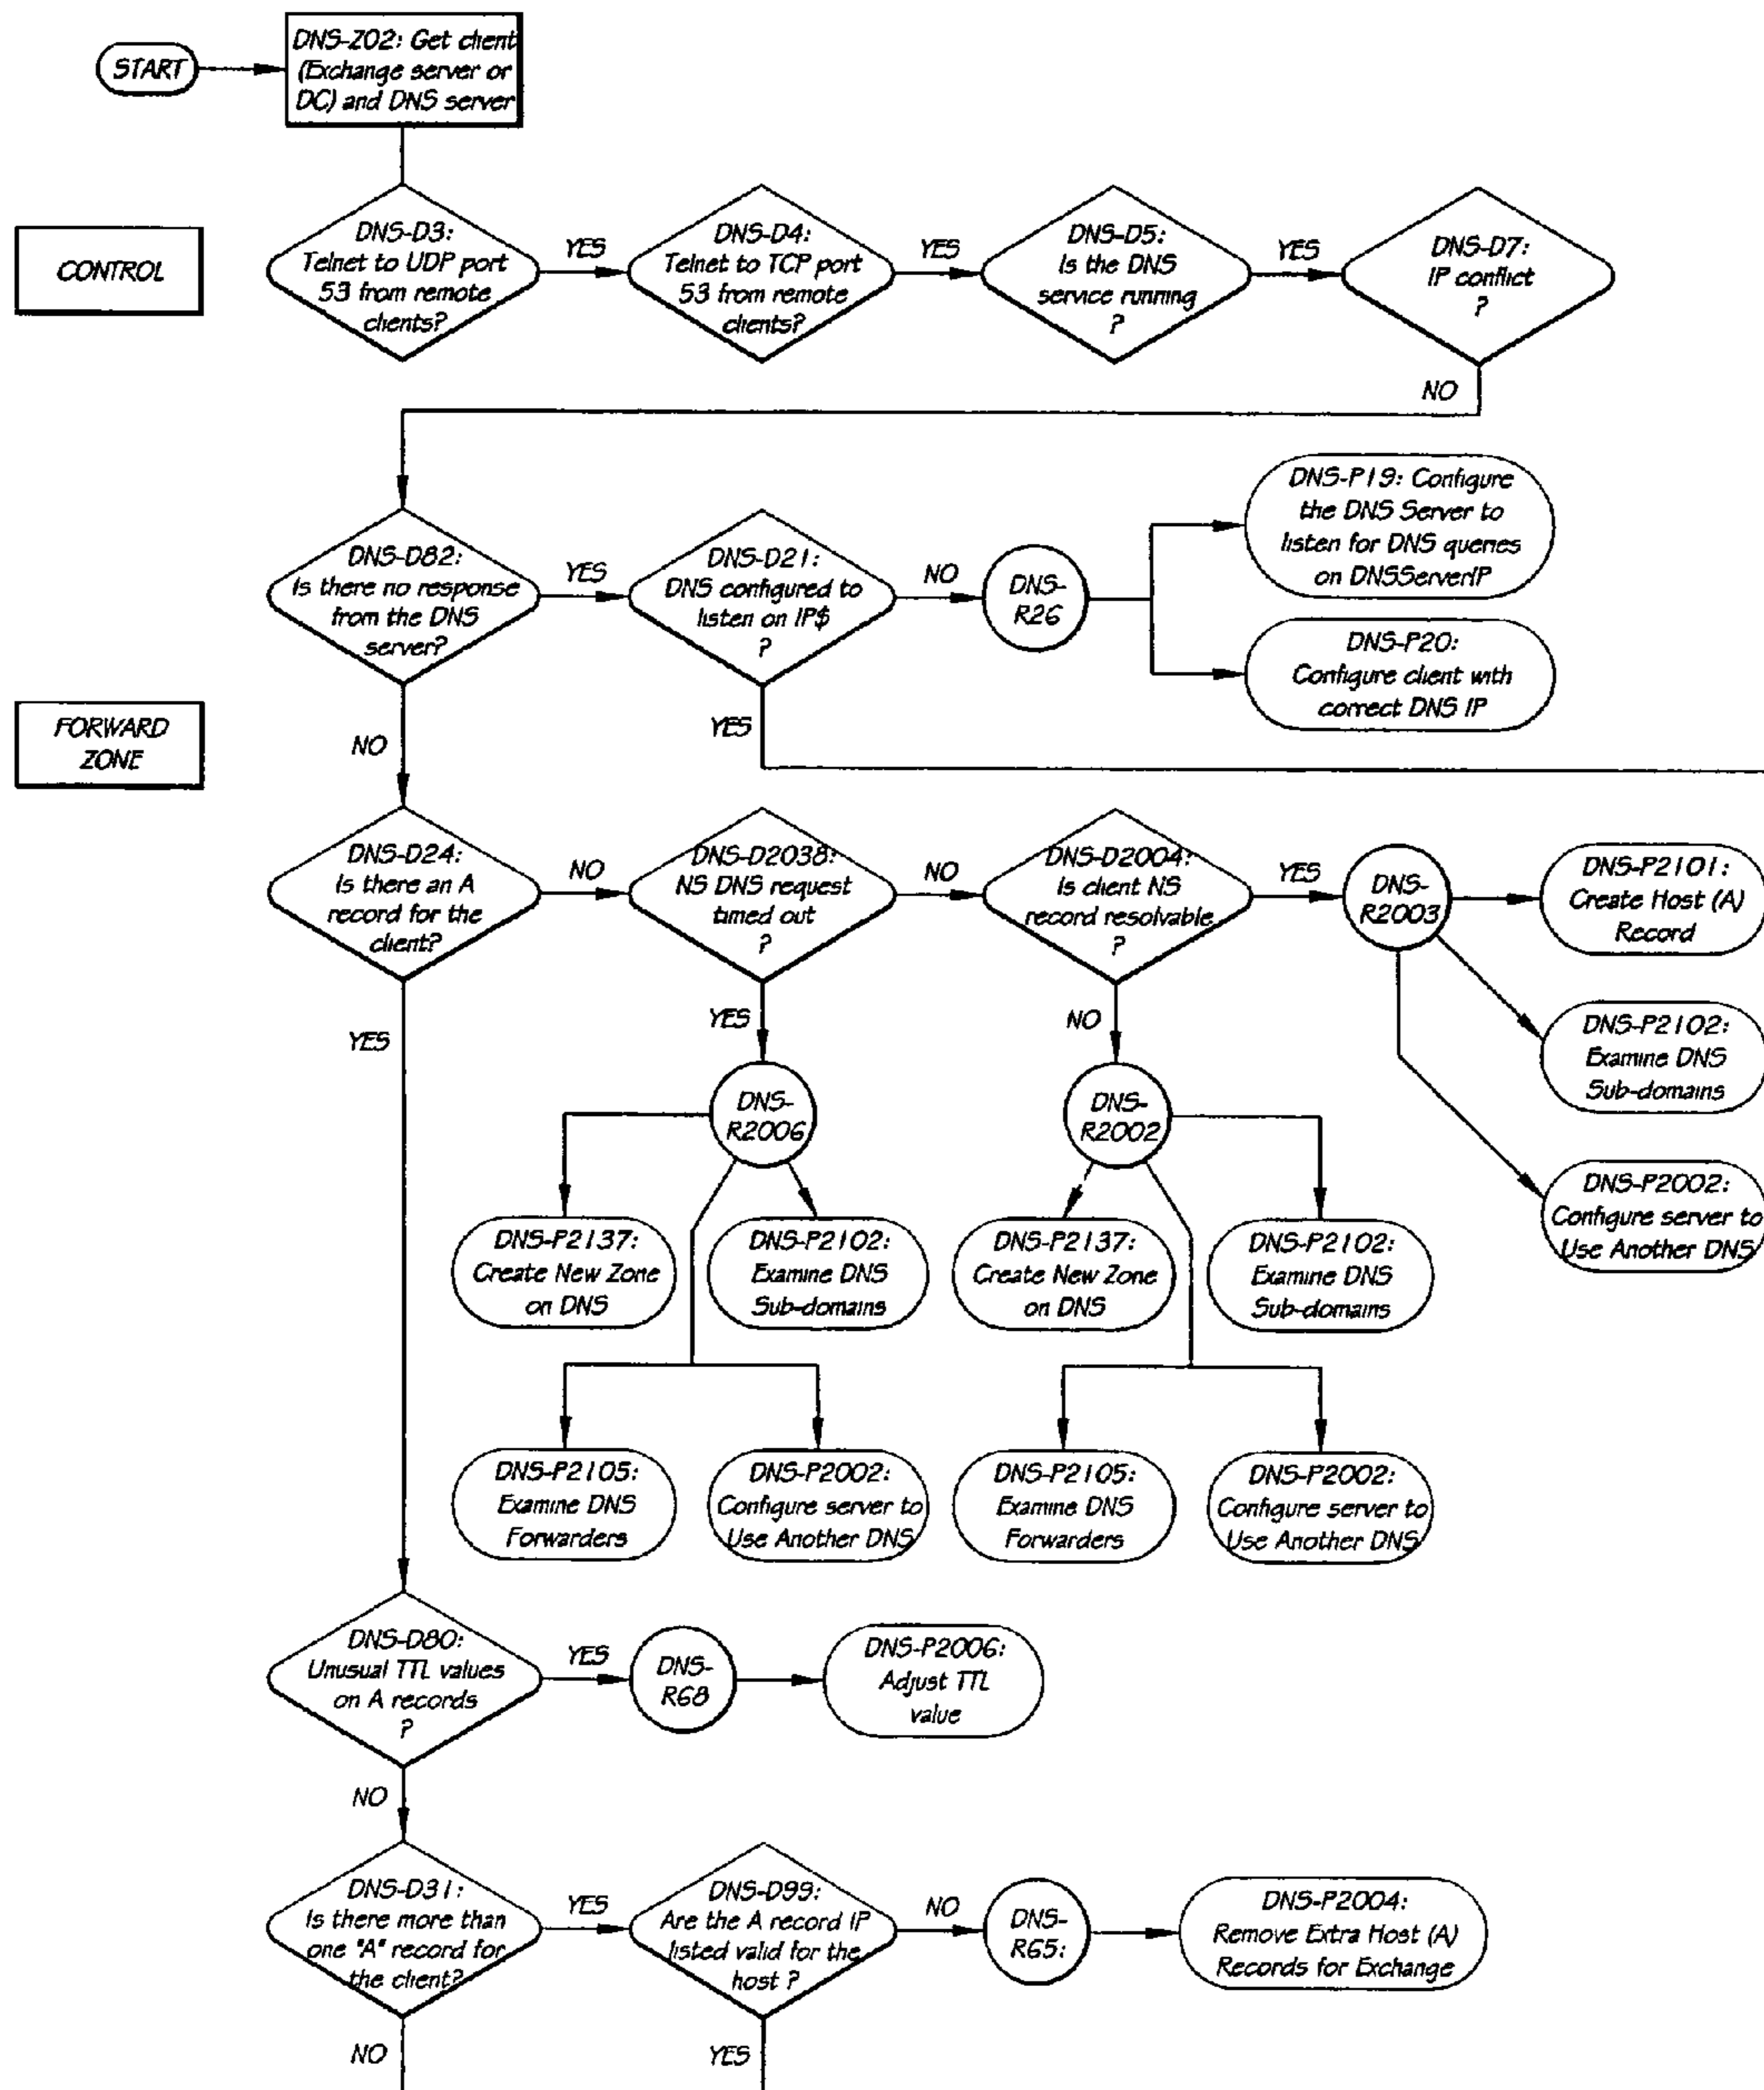 START
DNS-Z02: Get client
(Exchange server or
DC) and DNS server
CONTROL
DNS-D3:
Telnet to UDP port
53 from remote
clients?
YES
DNS-D4:
Telnet to TCP port
53 from remote
clients?
YES
DNS-D5:
Is the DNS
service running
?
YES
DNS-D7:
IP conflict
?
NO
DNS-D82:
Is there no response
from the DNS
server?
YES
DNS-D21:
DNS configured to
listen on IP$
?
NO
DNS-
R26
DNS-P19: Configure
the DNS Server to
listen for DNS queries
on DNSServerIP
DNS-P20:
Configure client with
correct DNS IP
FORWARD
ZONE
NO
YES
DNS-D24:
Is there an A
record for the
client?
NO
DNS-D2038:
NS DNS request
timed out
?
NO
DNS-D2004:
Is client NS
record resolvable
?
YES
DNS-
R2003
DNS-P2101:
Create Host (A)
Record
DNS-P2102:
Examine DNS
Sub-domains
DNS-P2002:
Configure server to
Use Another DNS
YES
YES
NO
DNS-
R2006
DNS-
R2002
DNS-P2137:
Create New Zone
on DNS
DNS-P2102:
Examine DNS
Sub-domains
DNS-P2137:
Create New Zone
on DNS
DNS-P2102:
Examine DNS
Sub-domains
DNS-P2105:
Examine DNS
Forwarders
DNS-P2002:
Configure server to
Use Another DNS
DNS-P2105:
Examine DNS
Forwarders
DNS-P2002:
Configure server to
Use Another DNS
DNS-D80:
Unusual TTL values
on A records
?
YES
DNS-
R68
DNS-P2006:
Adjust TTL
value
NO
DNS-D31:
Is there more than
one "A" record for
the client?
YES
DNS-D99:
Are the A record IP
listed valid for the
host ?
NO
DNS-
R65:
DNS-P2004:
Remove Extra Host (A)
Records for Exchange
NO
YES